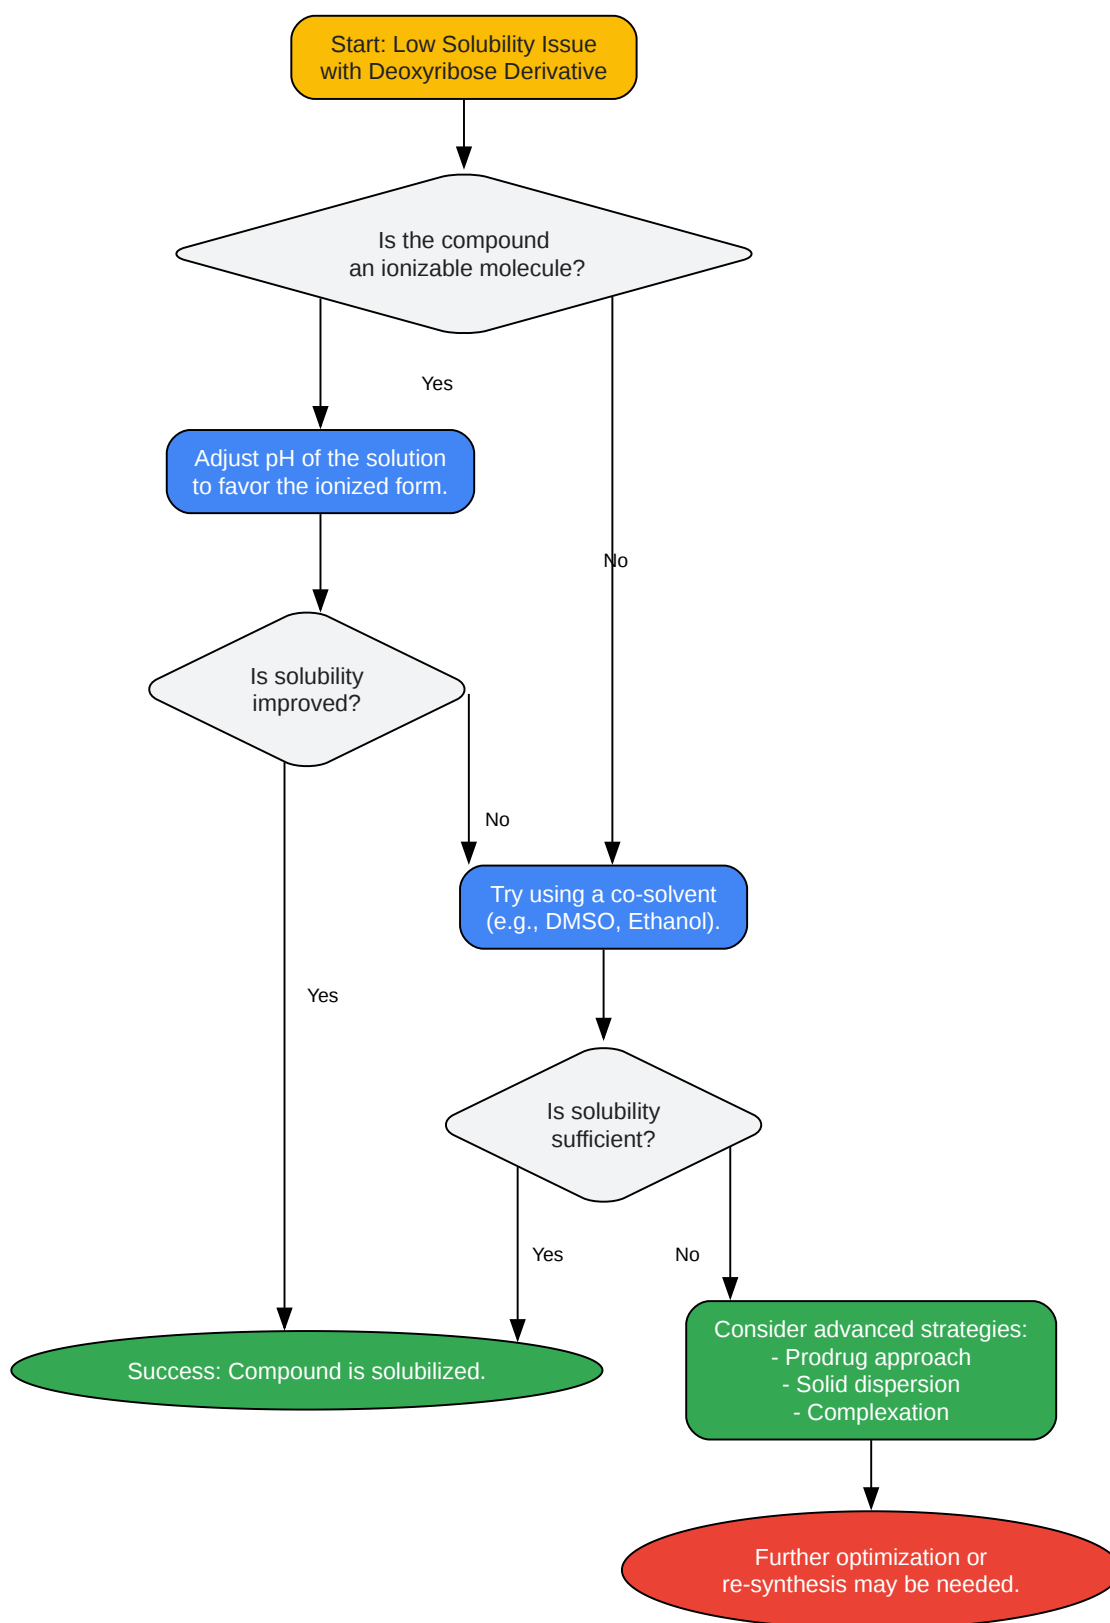 Start: Low Solubility Issue
with Deoxyribose Derivative
Is the compound
an ionizable molecule?
Yes
Adjust pH of the solution
to favor the ionized form.
No
Is solubility
improved?
No
Try using a co-solvent
(e.g., DMSO, Ethanol).
Yes
Is solubility
sufficient?
Yes
No
Consider advanced strategies:
- Prodrug approach
- Solid dispersion
- Complexation
Success: Compound is solubilized.
Further optimization or
re-synthesis may be needed.